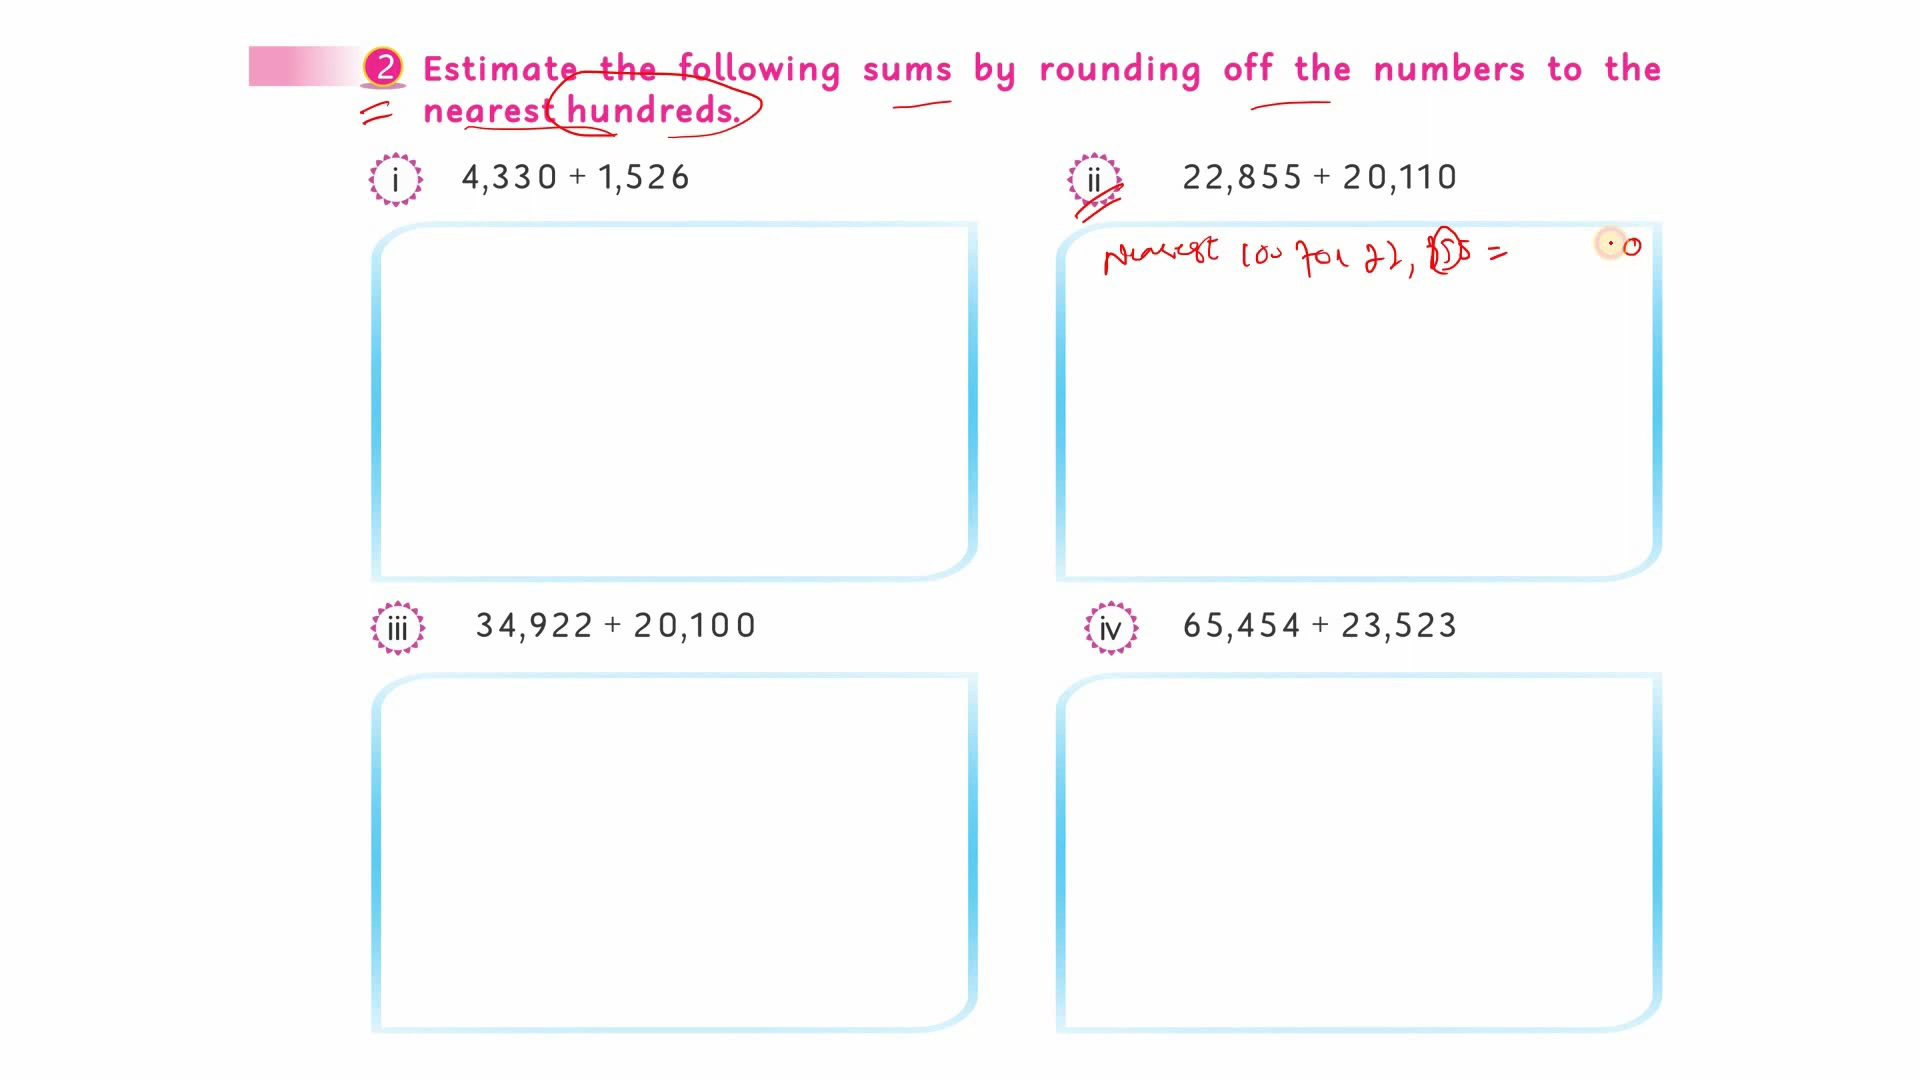 2 Estimate the following sums by rounding off the numbers to the
nearest hundreds.
i 4,330 + 1,526
ii 22,855 + 20,110
Nearest 100 for 22,855 = 0
iii 34,922 + 20,100
iv 65,454 + 23,523